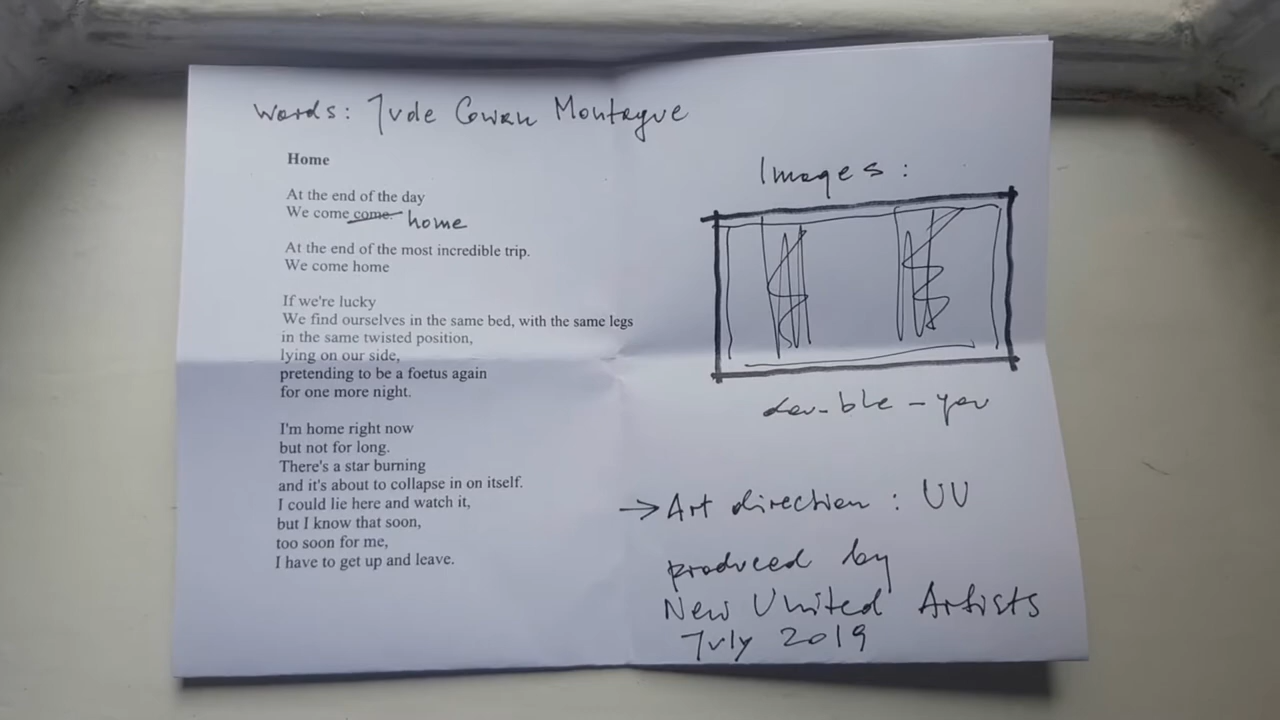 Words: Jude Cowan Montague
Home
At the end of the day
We come come home
At the end of the most incredible trip.
We come home
If we're lucky
We find ourselves in the same bed, with the same legs
in the same twisted position,
lying on our side,
pretending to be a foetus again
for one more night.
I'm home right now
but not for long.
There's a star burning
and it's about to collapse in on itself.
I could lie here and watch it,
but I know that soon,
too soon for me,
I have to get up and leave.
Images:
dou-ble-you
→ Art direction: UU
produced by
New United Artists
July 2019